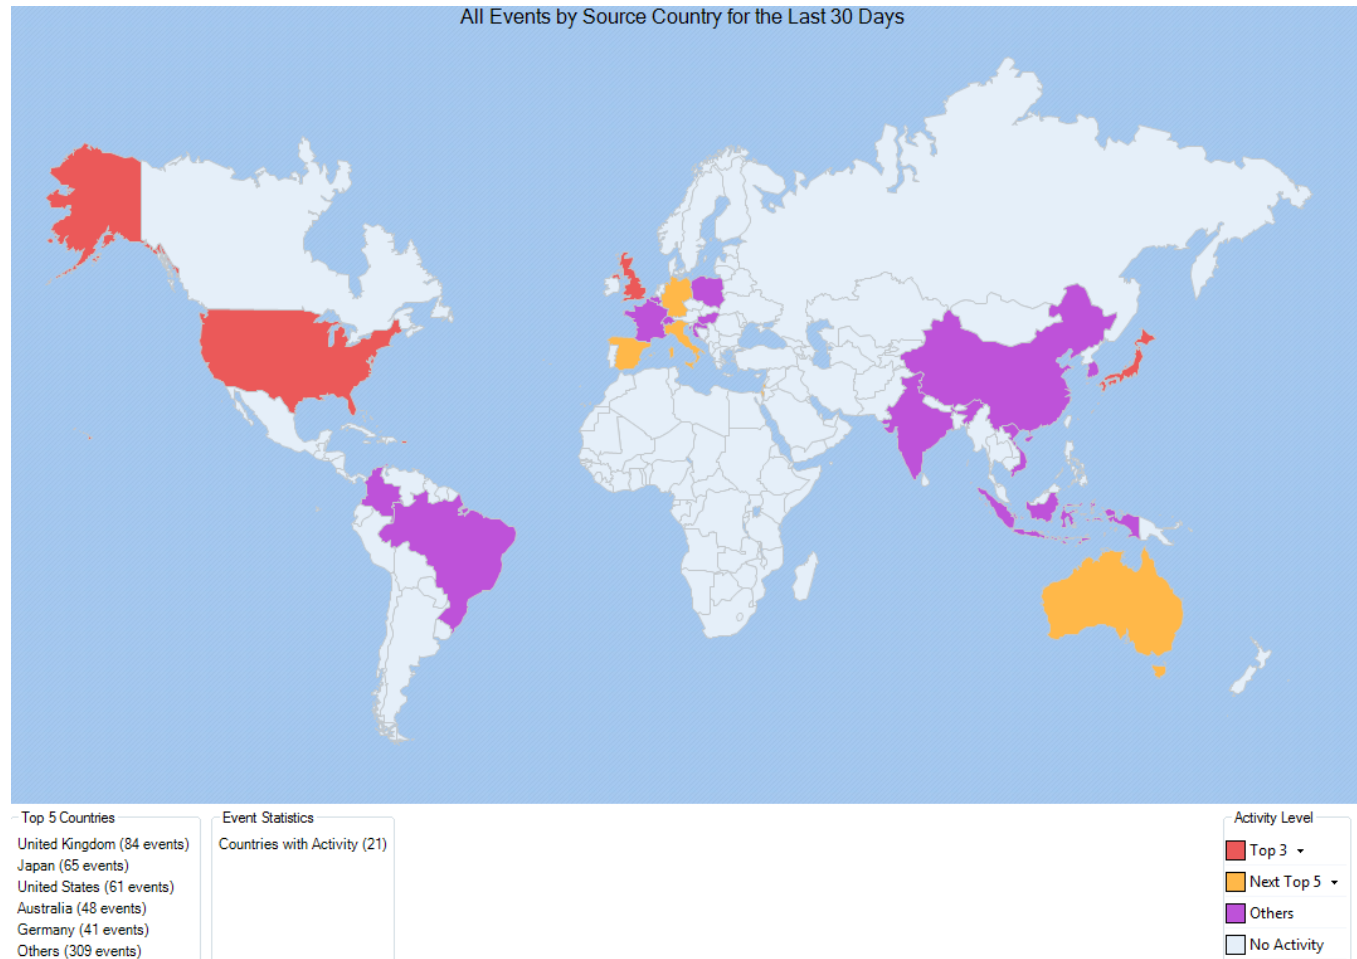 All Events by Source Country for the Last 30 Days
Top 5 Countries
United Kingdom (84 events)
Japan (65 events)
United States (61 events)
Australia (48 events)
Germany (41 events)
Others (309 events)
Event Statistics
Countries with Activity (21)
Activity Level
Top 3
Next Top 5
Others
No Activity